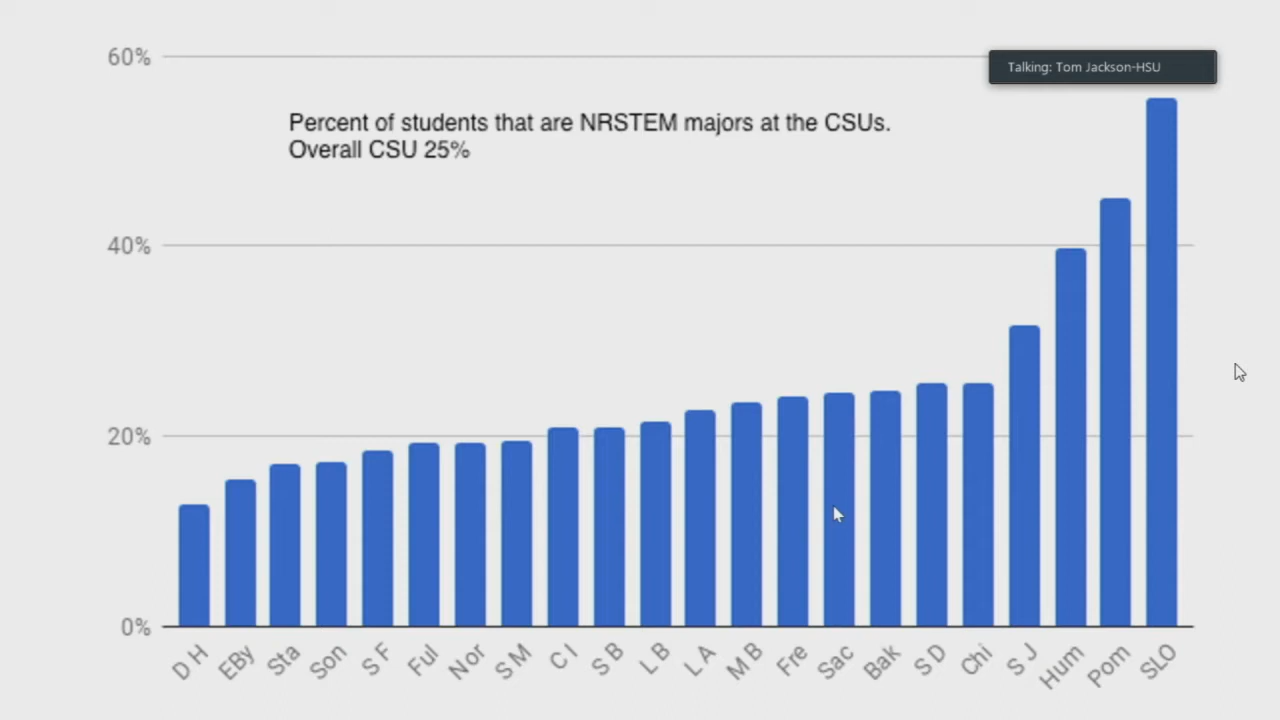 60%
Talking: Tom Jackson-HSU
Percent of students that are NRSTEM majors at the CSUs.
Overall CSU 25%
40%
20%
0%
D H
EBy
Sta
Son
S F
Ful
Nor
S M
C I
S B
L B
L A
M B
Fre
Sac
Bak
S D
Chi
S J
Hum
Pom
SLO